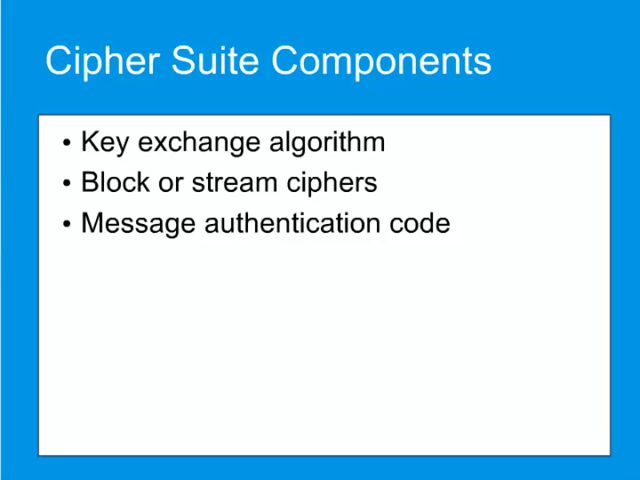 Cipher Suite Components
• Key exchange algorithm
• Block or stream ciphers
• Message authentication code